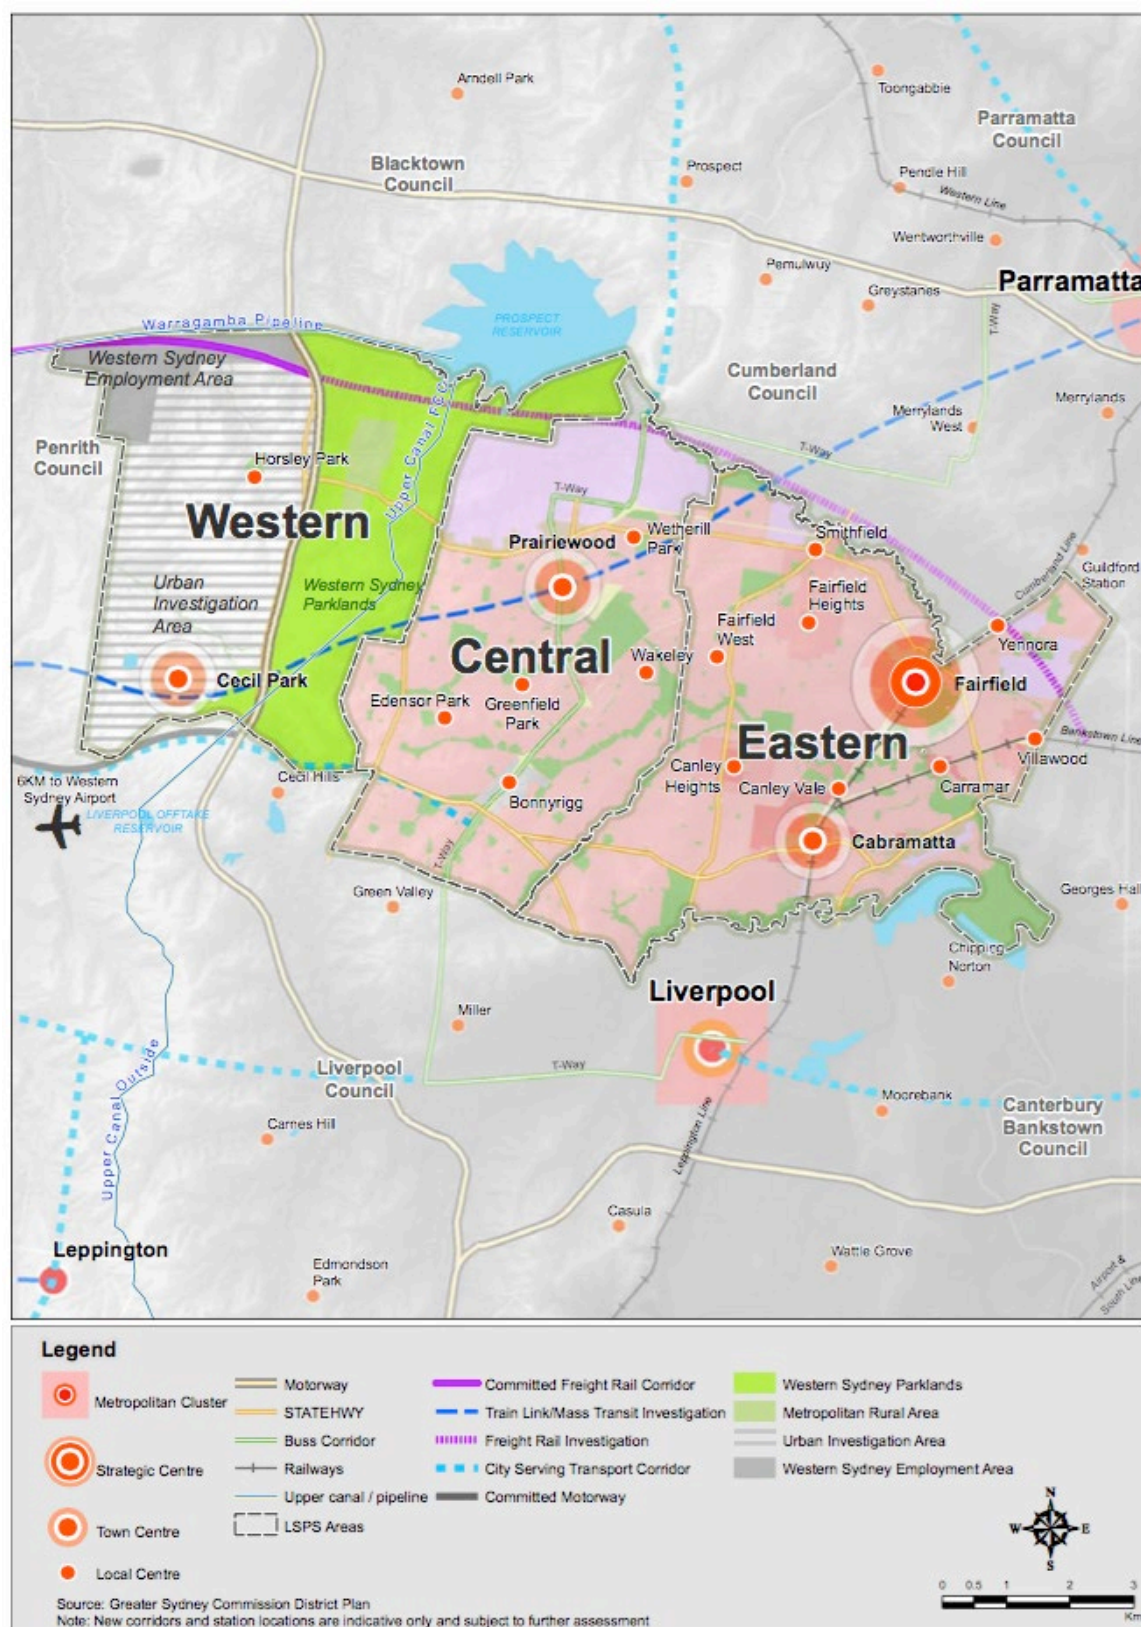 Arndell Park
Toongabbie
Parramatta
Council
Blacktown
Council
Prospect
Pendle Hill
Western Line
Wentworthville
Pemulwuy
Parramatta
Greystanes
PROSPECT
RESERVOIR
T-Way
Warragamba Pipeline
Western Sydney
Employment Area
Cumberland
Council
Merrylands
Merrylands
West
Upper Canal FCC
Penrith
Council
Horsley Park
T-Way
T-Way
Western
Prairiewood
Wetherill
Park
Smithfield
Cumberland Line
Guildford
Station
Urban
Investigation
Area
Western Sydney
Parklands
Fairfield
Heights
Fairfield
West
Yennora
Central
Wakeley
Cecil Park
Fairfield
Edensor Park
Greenfield
Park
Eastern
Bankstown Line
Villawood
6KM to Western
Sydney Airport
Cecil Hills
Canley
Heights
Canley Vale
Carramar
Bonnyrigg
LIVERPOOL OFFTAKE
RESERVOIR
Cabramatta
T-Way
Green Valley
Georges Hall
Chipping
Norton
Liverpool
Miller
Upper Canal Outside
Liverpool
Council
T-Way
Moorebank
Canterbury
Bankstown
Council
Carnes Hill
Leppington Line
Casula
Leppington
Edmondson
Park
Wattle Grove
Airport &
South Line
Legend
Metropolitan Cluster
Strategic Centre
Town Centre
Local Centre
Motorway
STATEHWY
Buss Corridor
Railways
Upper canal / pipeline
LSPS Areas
Committed Freight Rail Corridor
Train Link/Mass Transit Investigation
Freight Rail Investigation
City Serving Transport Corridor
Committed Motorway
Western Sydney Parklands
Metropolitan Rural Area
Urban Investigation Area
Western Sydney Employment Area
N
W E
S
0 0.5 1 2 3
Km
Source: Greater Sydney Commission District Plan
Note: New corridors and station locations are indicative only and subject to further assessment